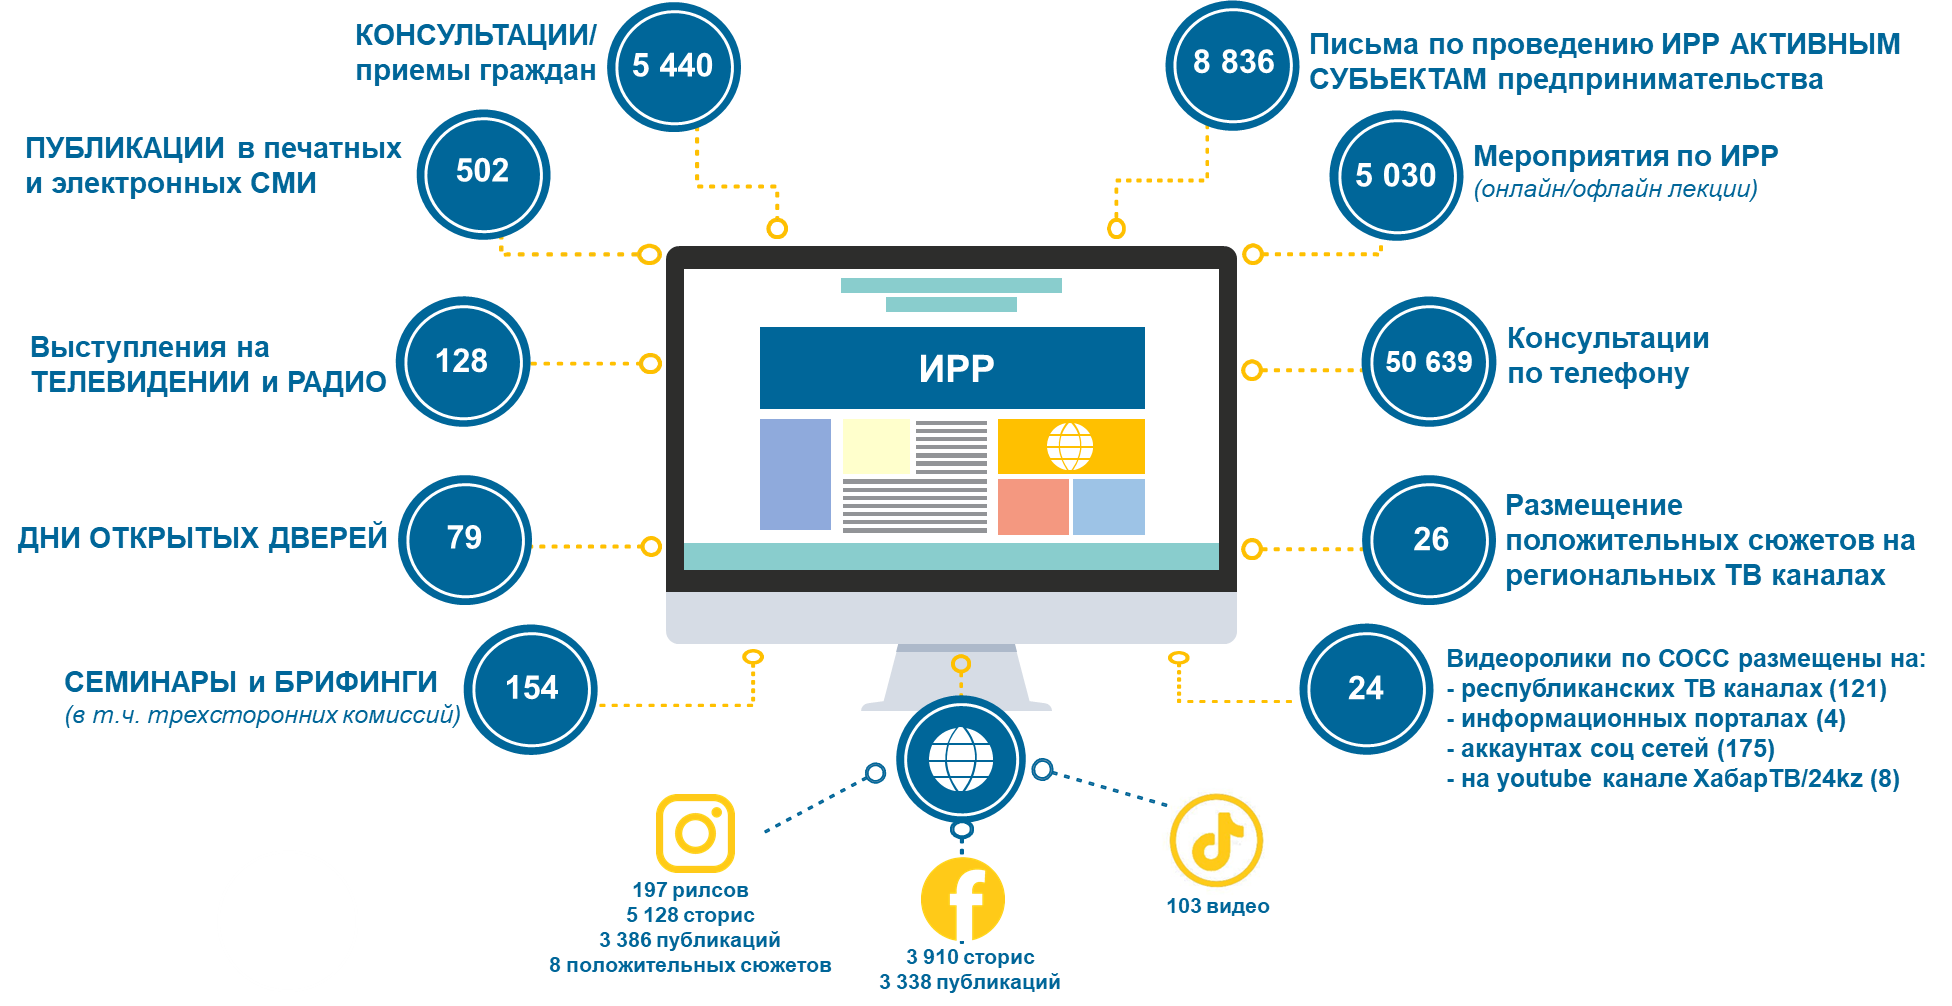 КОНСУЛЬТАЦИИ/
приемы граждан
5 440
ПУБЛИКАЦИИ в печатных
и электронных СМИ
502
Выступления на
ТЕЛЕВИДЕНИИ и РАДИО
128
ДНИ ОТКРЫТЫХ ДВЕРЕЙ
79
СЕМИНАРЫ и БРИФИНГИ
(в т.ч. трехсторонних комиссий)
154
ИРР
8 836
Письма по проведению ИРР АКТИВНЫМ
СУБЬЕКТАМ предпринимательства
5 030
Мероприятия по ИРР
(онлайн/офлайн лекции)
50 639
Консультации
по телефону
26
Размещение
положительных сюжетов на
региональных ТВ каналах
24
Видеоролики по СОСС размещены на:
- республиканских ТВ каналах (121)
- информационных порталах (4)
- аккаунтах соц сетей (175)
- на youtube канале ХабарТВ/24kz (8)
197 рилсов
5 128 сторис
3 386 публикаций
8 положительных сюжетов
3 910 сторис
3 338 публикаций
103 видео